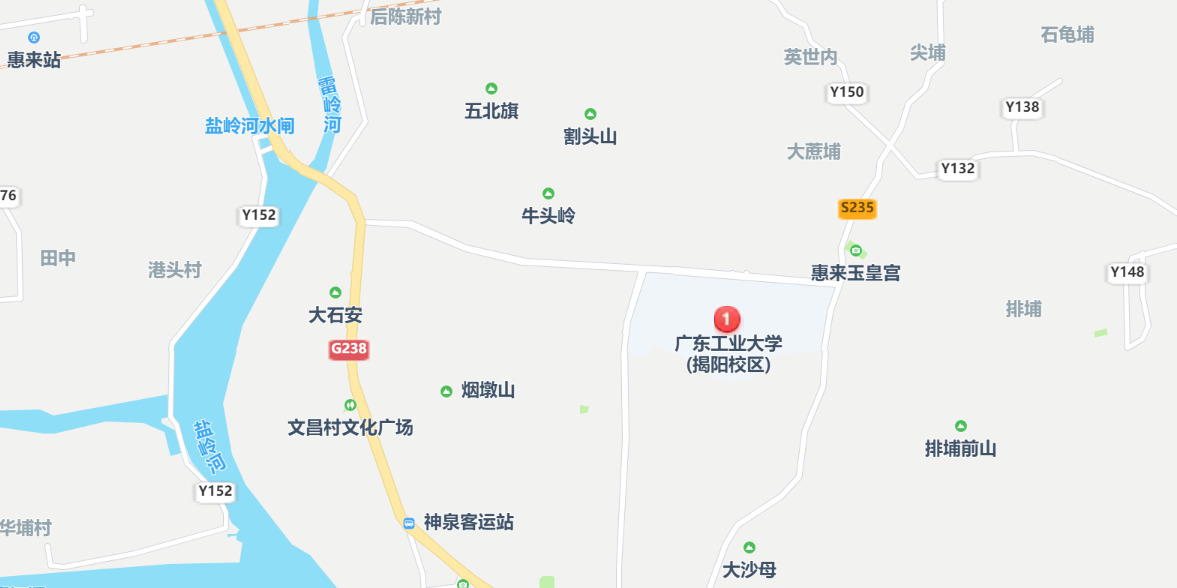 后陈新村
石龟埔
惠来站
英世内
尖埔
雷岭河
五北旗
Y150
Y138
盐岭河水闸
割头山
大蔗埔
Y132
76
Y152
牛头岭
S235
田中
港头村
惠来玉皇宫
Y148
大石安
排埔
1
广东工业大学
(揭阳校区)
G238
烟墩山
文昌村文化广场
盐岭河
排埔前山
Y152
神泉客运站
华埔村
大沙母